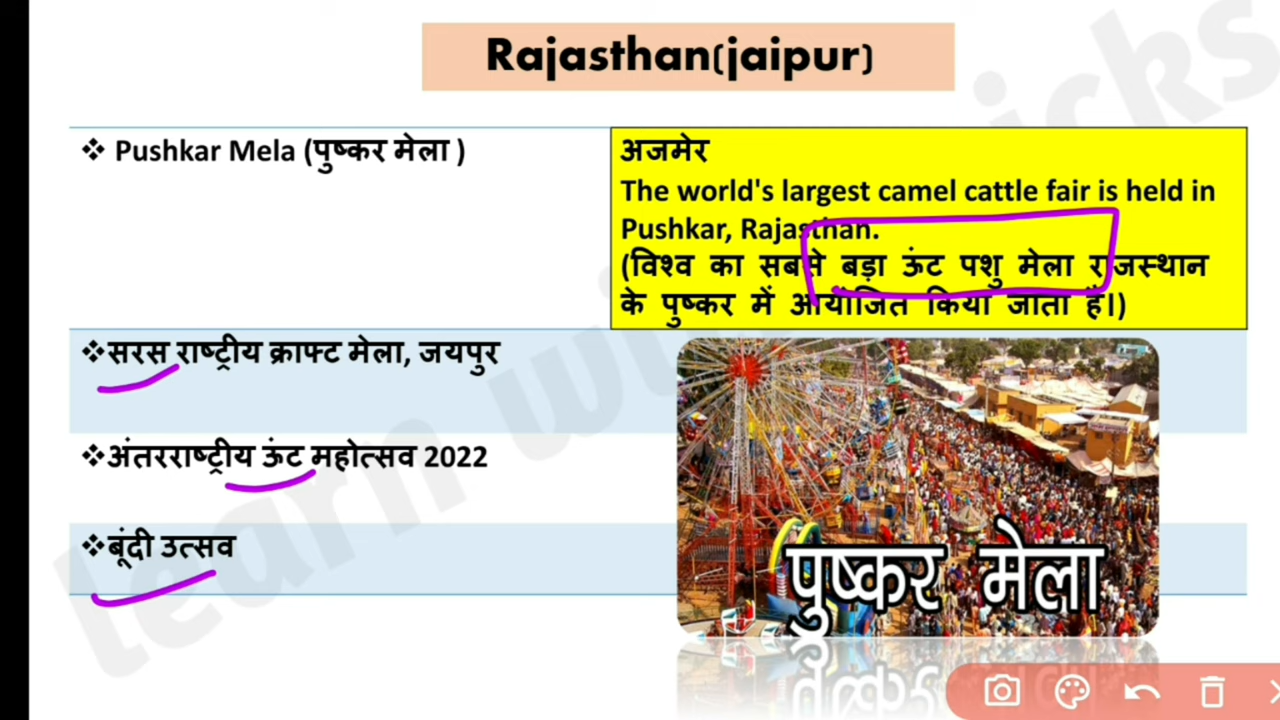 Rajasthan(jaipur)
❖ Pushkar Mela (पुष्कर मेला )
अजमेर
The world's largest camel cattle fair is held in
Pushkar, Rajasthan.
(विश्व का सबसे बड़ा ऊंट पशु मेला राजस्थान
के पुष्कर में आयोजित किया जाता है।)
❖सरस राष्ट्रीय क्राफ्ट मेला, जयपुर
❖अंतरराष्ट्रीय ऊंट महोत्सव 2022
❖बूंदी उत्सव
पुष्कर मेला